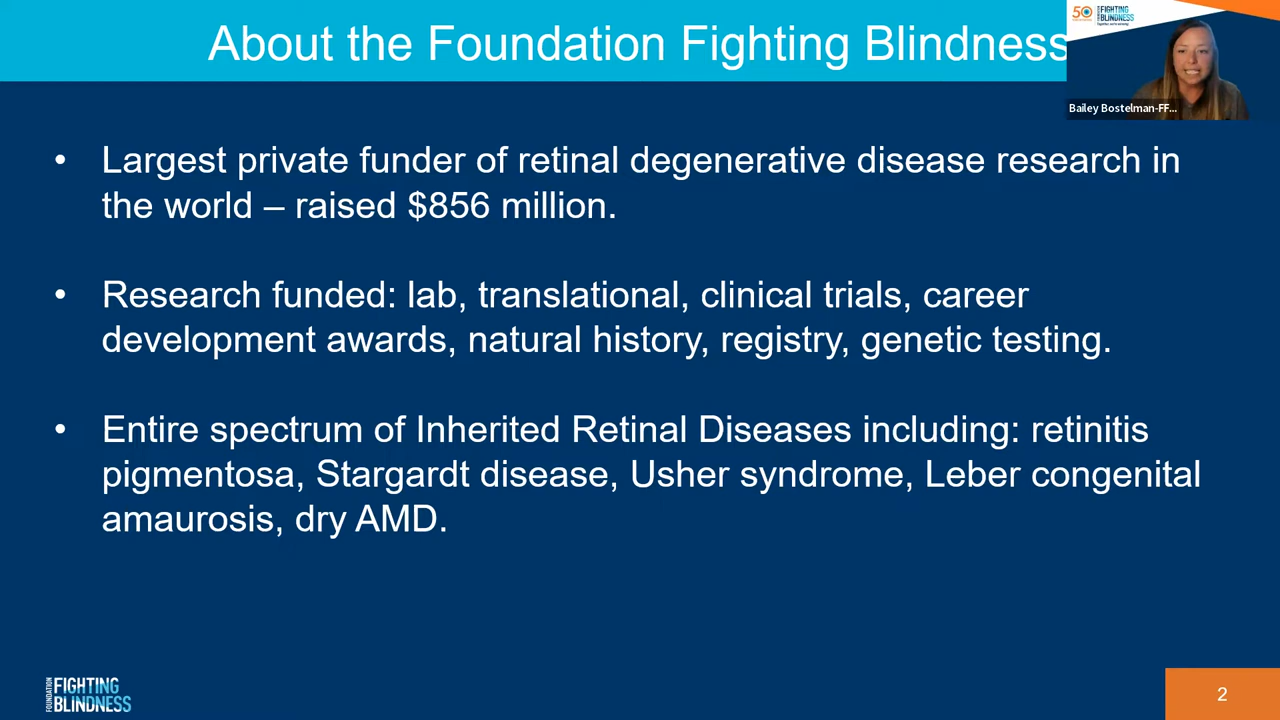 About the Foundation Fighting Blindness
50
FIGHTING
BLINDNESS
Bailey Bostelman-FF...
• Largest private funder of retinal degenerative disease research in
the world – raised $856 million.
• Research funded: lab, translational, clinical trials, career
development awards, natural history, registry, genetic testing.
• Entire spectrum of Inherited Retinal Diseases including: retinitis
pigmentosa, Stargardt disease, Usher syndrome, Leber congenital
amaurosis, dry AMD.
FOUNDATION
FIGHTING
BLINDNESS
2